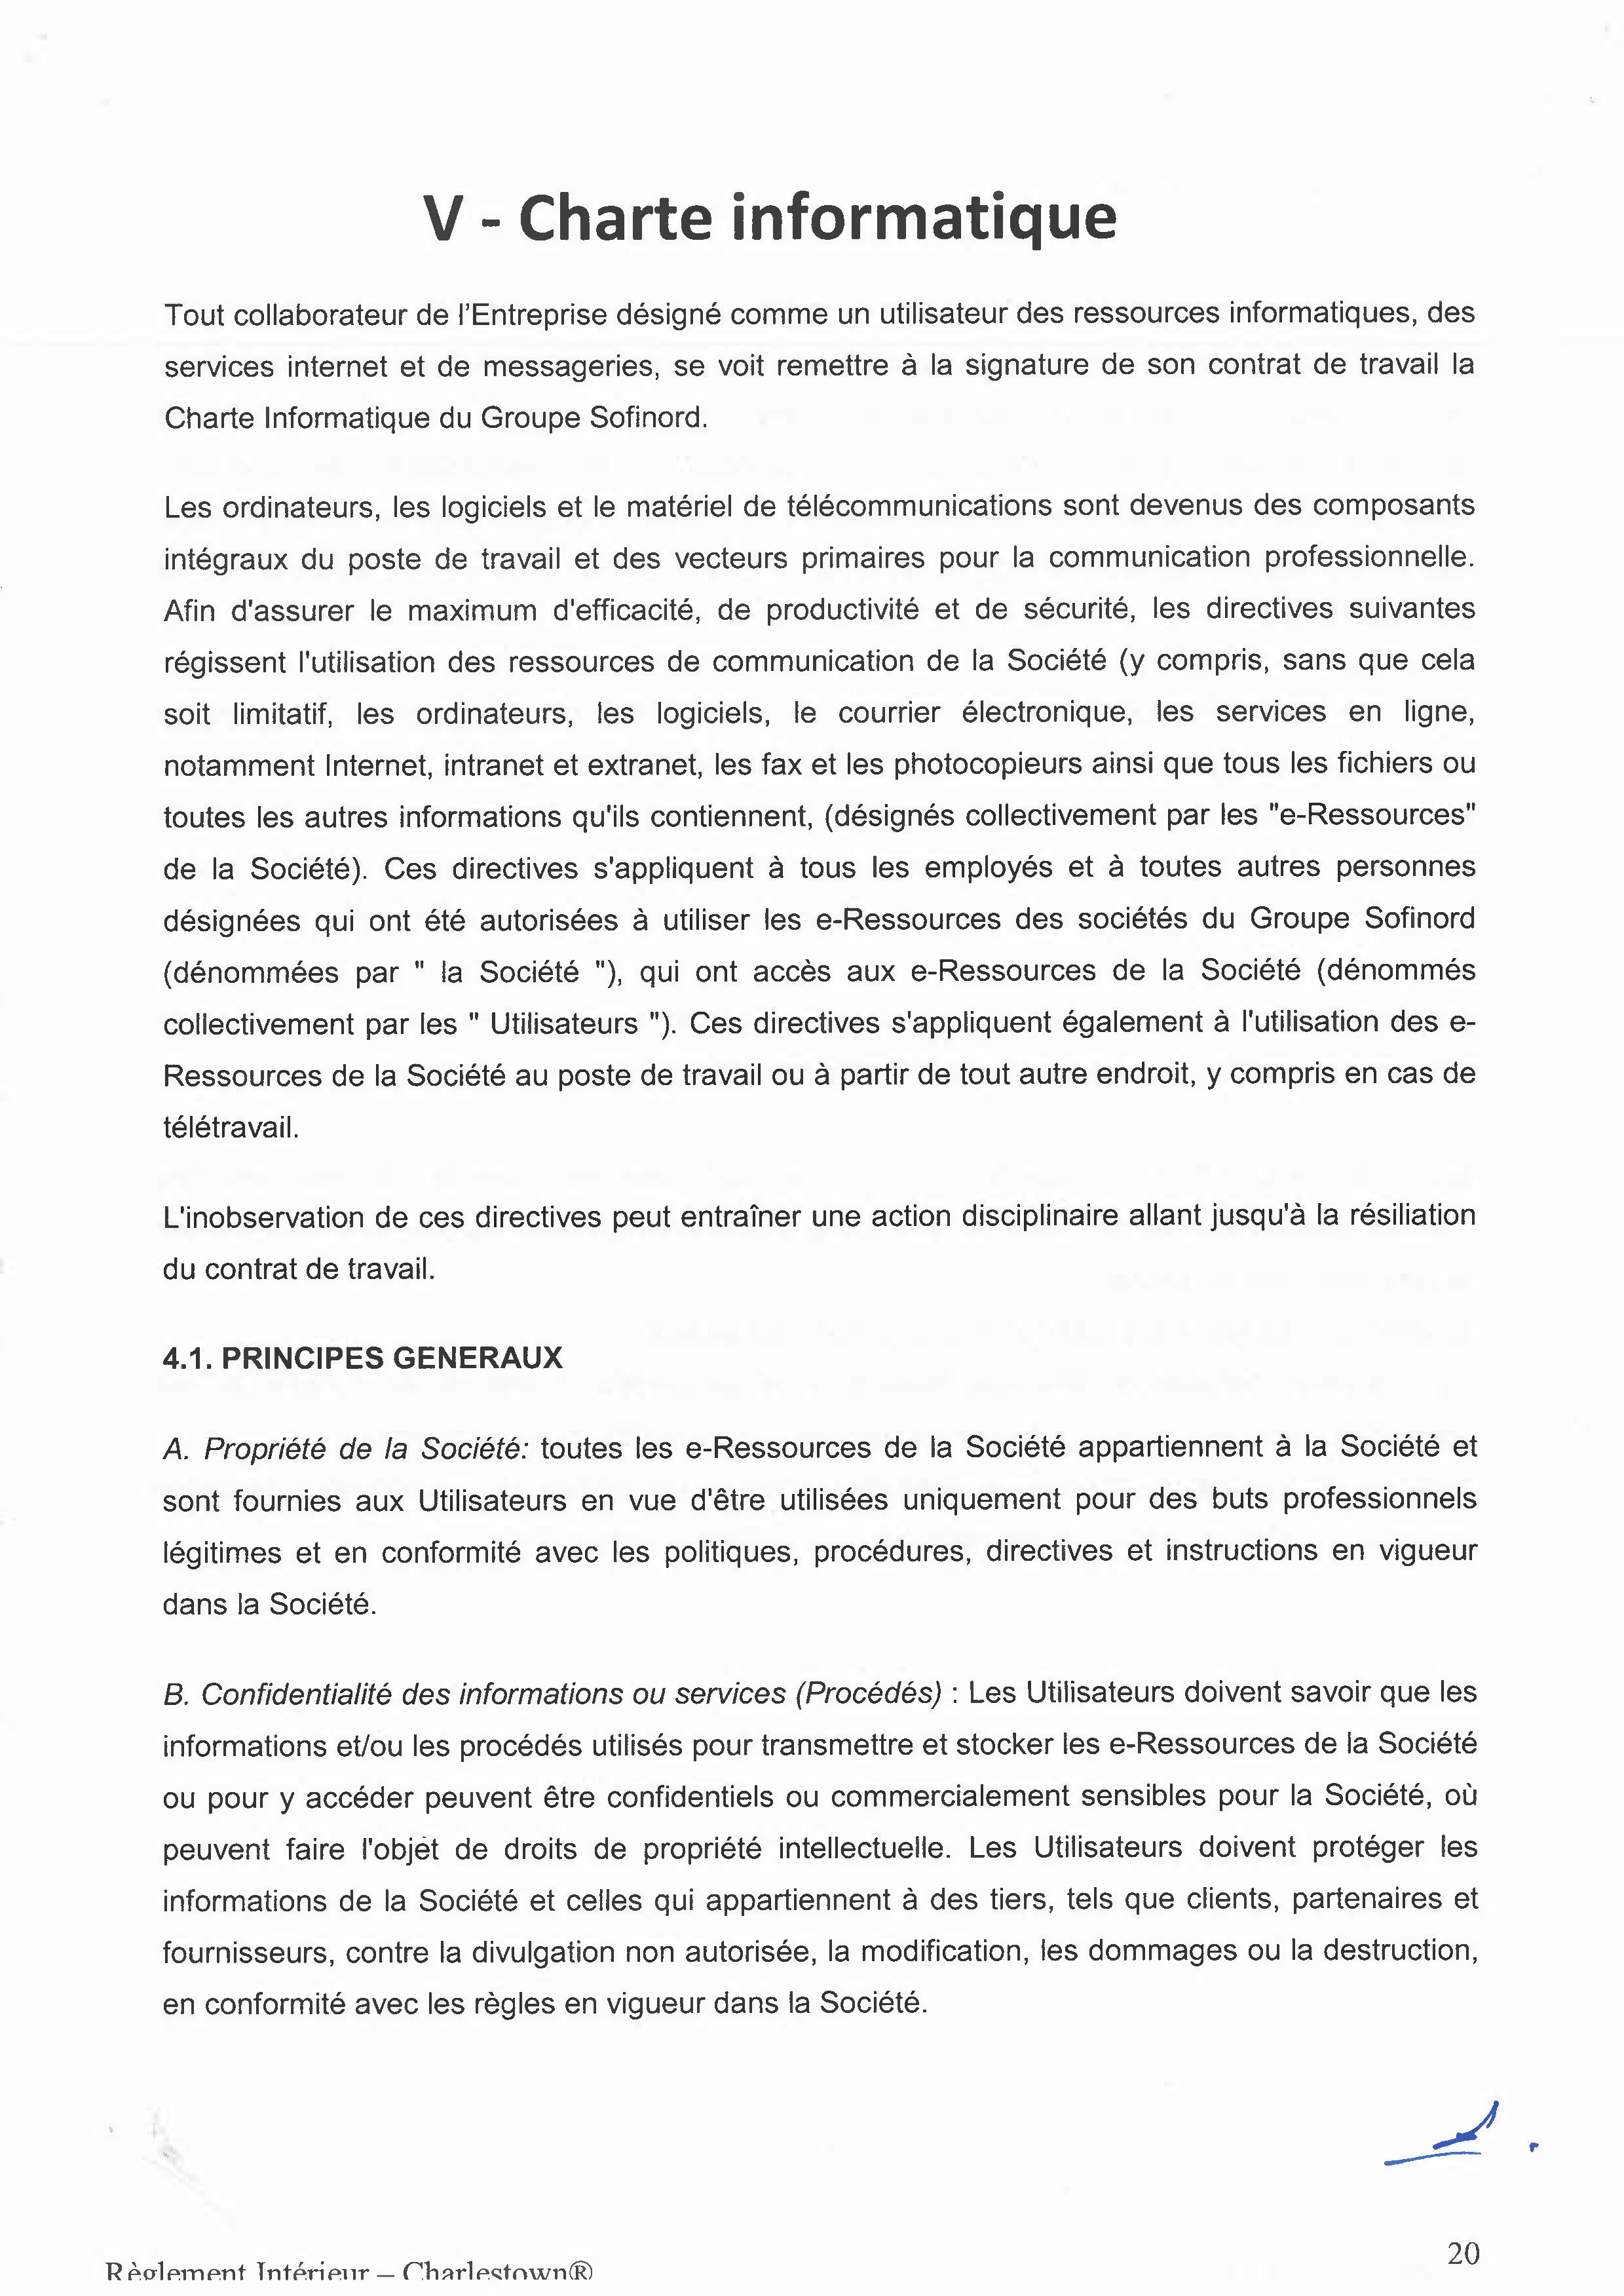 V - Charte informatique
Tout collaborateur de l'Entreprise désigné comme un utilisateur des ressources informatiques, des
services internet et de messageries, se voit remettre à la signature de son contrat de travail la
Charte Informatique du Groupe Sofinord.
Les ordinateurs, les logiciels et le matériel de télécommunications sont devenus des composants
intégraux du poste de travail et des vecteurs primaires pour la communication professionnelle.
Afin d'assurer le maximum d'efficacité, de productivité et de sécurité, les directives suivantes
régissent l'utilisation des ressources de communication de la Société (y compris, sans que cela
soit limitatif, les ordinateurs, les logiciels, le courrier électronique, les services en ligne,
notamment Internet, intranet et extranet, les fax et les photocopieurs ainsi que tous les fichiers ou
toutes les autres informations qu'ils contiennent, (désignés collectivement par les "e-Ressources"
de la Société). Ces directives s'appliquent à tous les employés et à toutes autres personnes
désignées qui ont été autorisées à utiliser les e-Ressources des sociétés du Groupe Sofinord
(dénommées par " la Société "), qui ont accès aux e-Ressources de la Société (dénommés
collectivement par les " Utilisateurs "). Ces directives s'appliquent également à l'utilisation des e-
Ressources de la Société au poste de travail ou à partir de tout autre endroit, y compris en cas de
télétravail.
L'inobservation de ces directives peut entraîner une action disciplinaire allant jusqu'à la résiliation
du contrat de travail.
4.1. PRINCIPES GENERAUX
A. Propriété de la Société: toutes les e-Ressources de la Société appartiennent à la Société et
sont fournies aux Utilisateurs en vue d'être utilisées uniquement pour des buts professionnels
légitimes et en conformité avec les politiques, procédures, directives et instructions en vigueur
dans la Société.
B. Confidentialité des informations ou services (Procédés) : Les Utilisateurs doivent savoir que les
informations et/ou les procédés utilisés pour transmettre et stocker les e-Ressources de la Société
ou pour y accéder peuvent être confidentiels ou commercialement sensibles pour la Société, où
peuvent faire l'objet de droits de propriété intellectuelle. Les Utilisateurs doivent protéger les
informations de la Société et celles qui appartiennent à des tiers, tels que clients, partenaires et
fournisseurs, contre la divulgation non autorisée, la modification, les dommages ou la destruction,
en conformité avec les règles en vigueur dans la Société.
20
Règlement Intérieur – Charlestown®